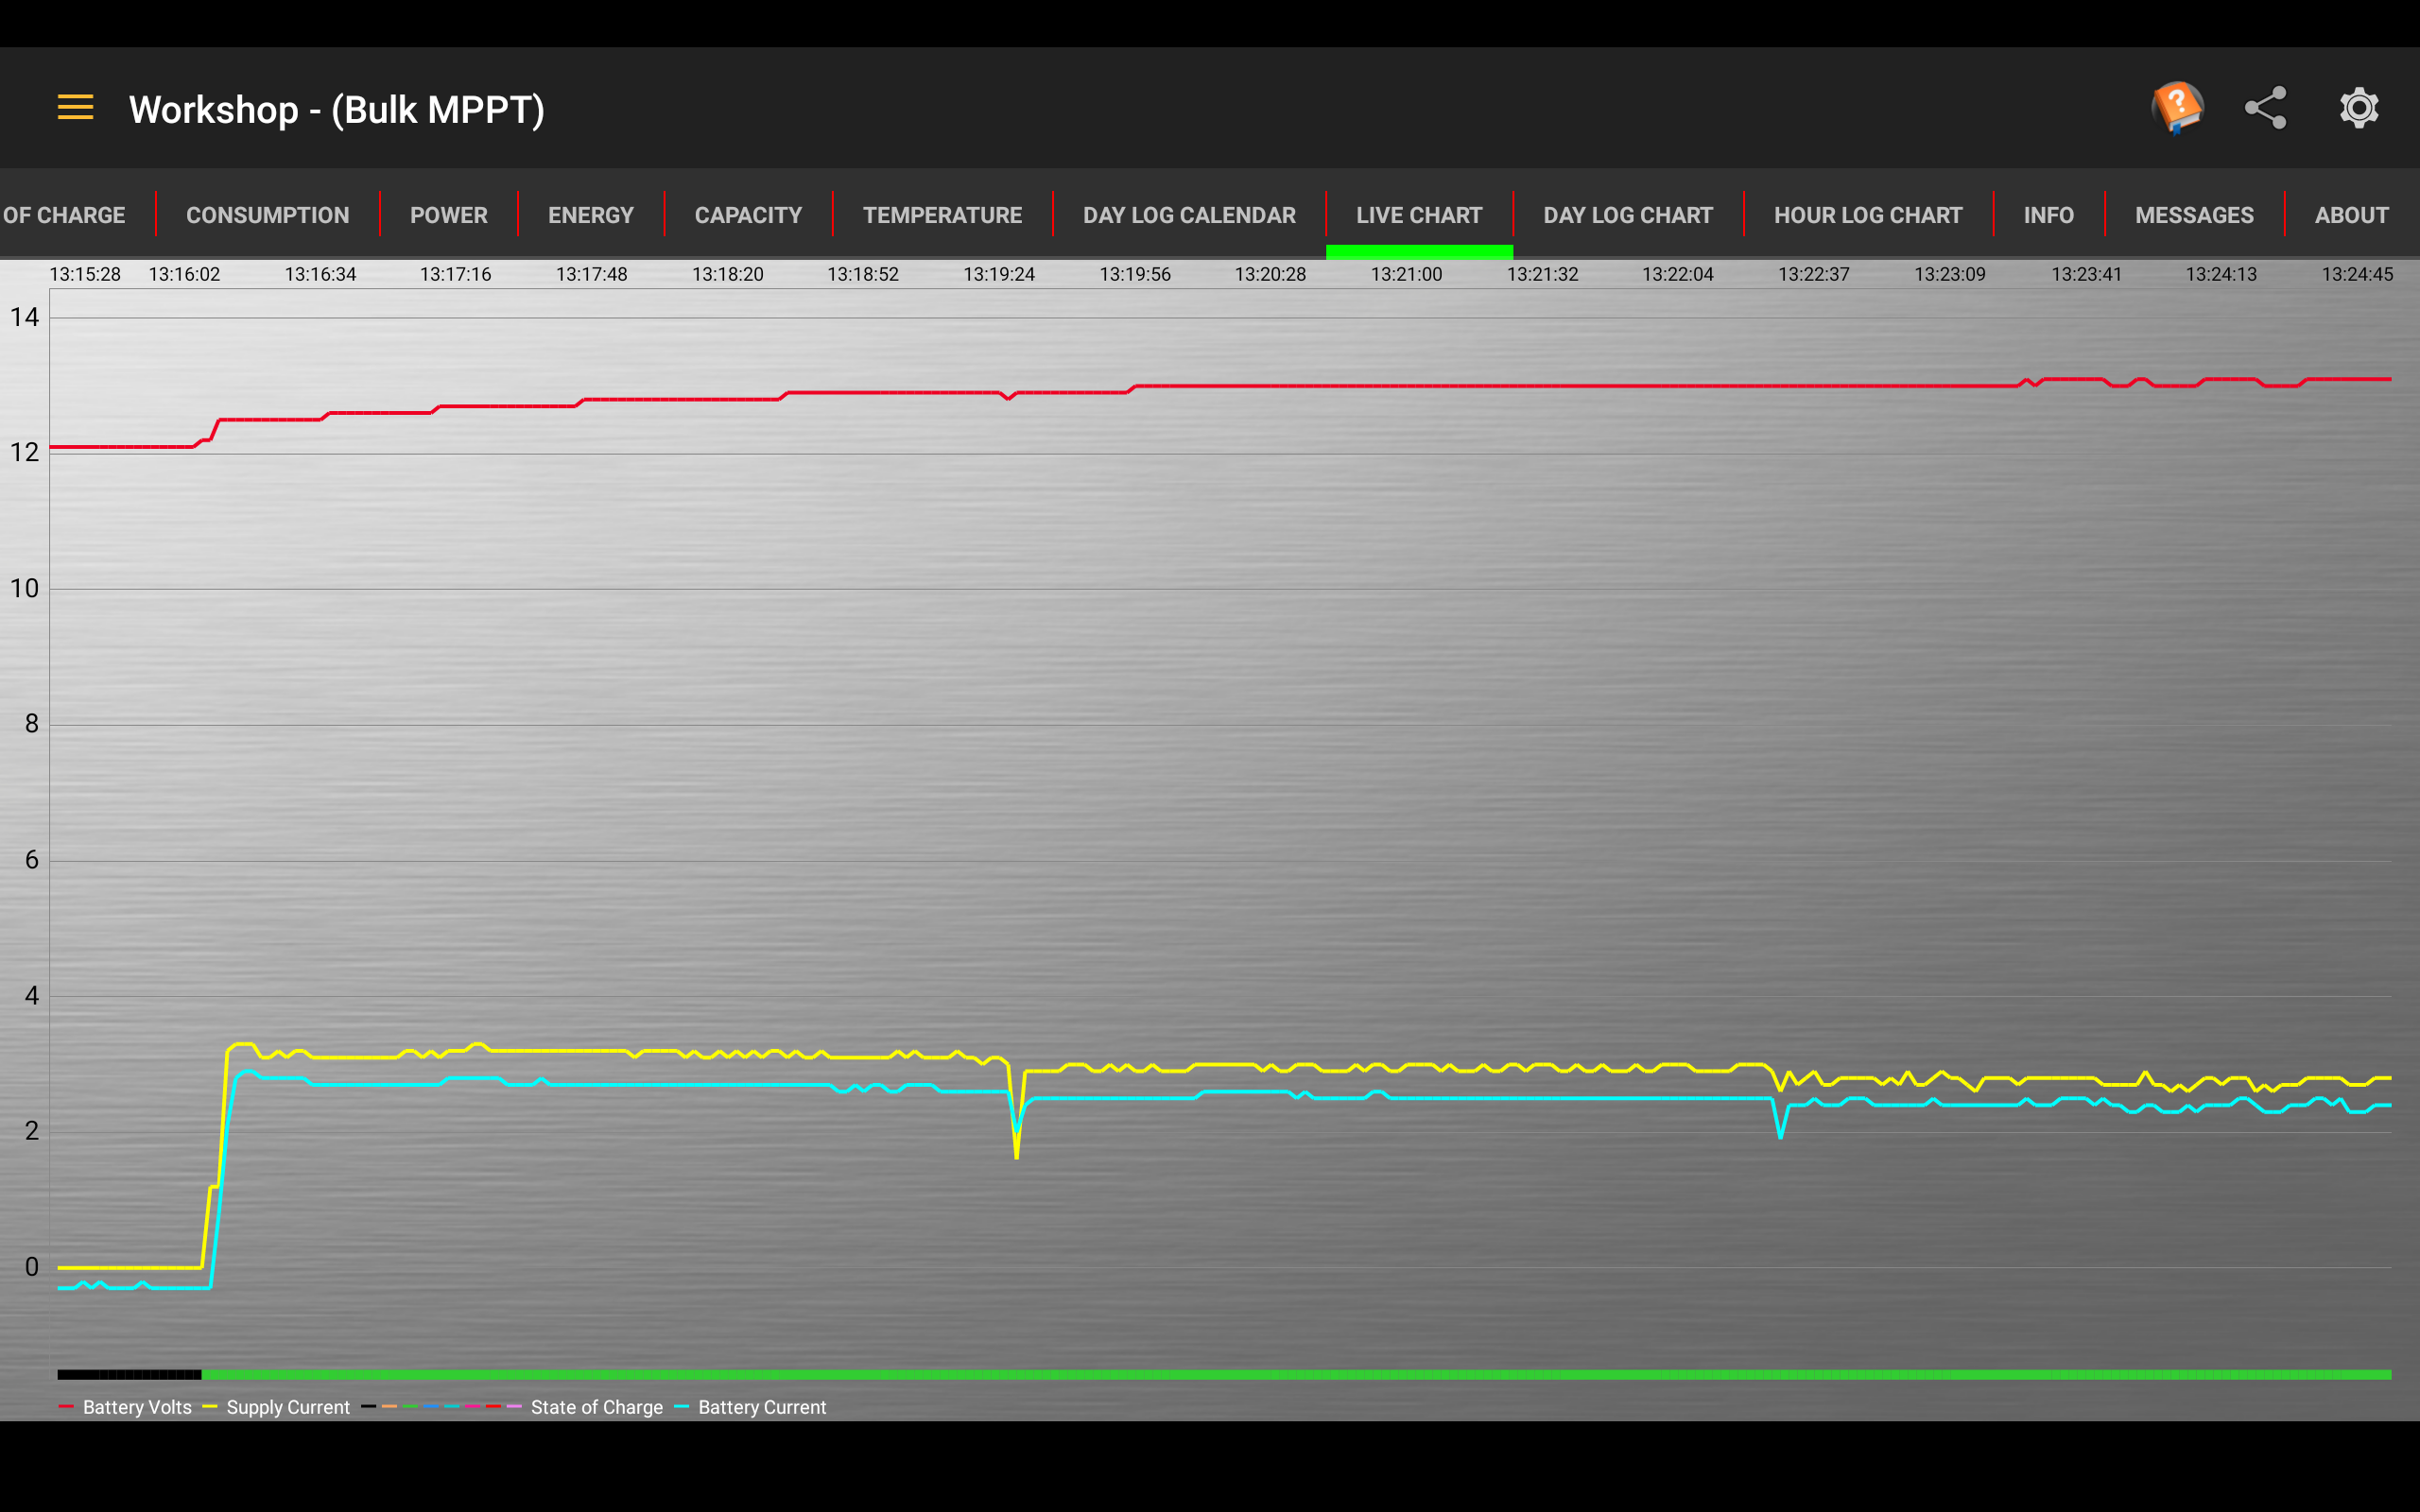 Workshop - (Bulk MPPT)
OF CHARGE CONSUMPTION POWER ENERGY CAPACITY TEMPERATURE DAY LOG CALENDAR LIVE CHART DAY LOG CHART HOUR LOG CHART INFO MESSAGES ABOUT
13:15:28 13:16:02 13:16:34 13:17:16 13:17:48 13:18:20 13:18:52 13:19:24 13:19:56 13:20:28 13:21:00 13:21:32 13:22:04 13:22:37 13:23:09 13:23:41 13:24:13 13:24:45
14
12
10
8
6
4
2
0
Battery Volts Supply Current State of Charge Battery Current